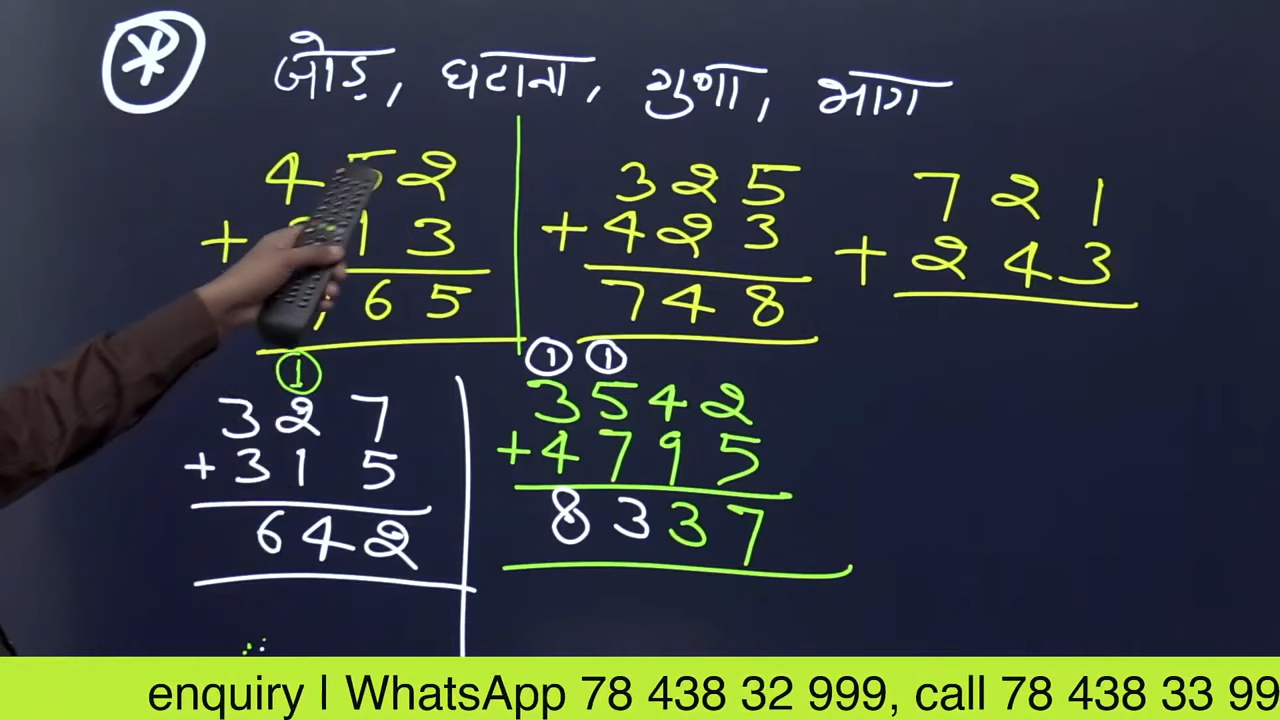 * जोड़, घटाना, गुणा, भाग
4 5 2
+ 1 3
6 5
3 2 5
+ 4 2 3
7 4 8
7 2 1
+ 2 4 3
1
3 2 7
+ 3 1 5
6 4 2
1 1
3 5 4 2
+ 4 7 9 5
8 3 3 7
enquiry I WhatsApp 78 438 32 999, call 78 438 33 99